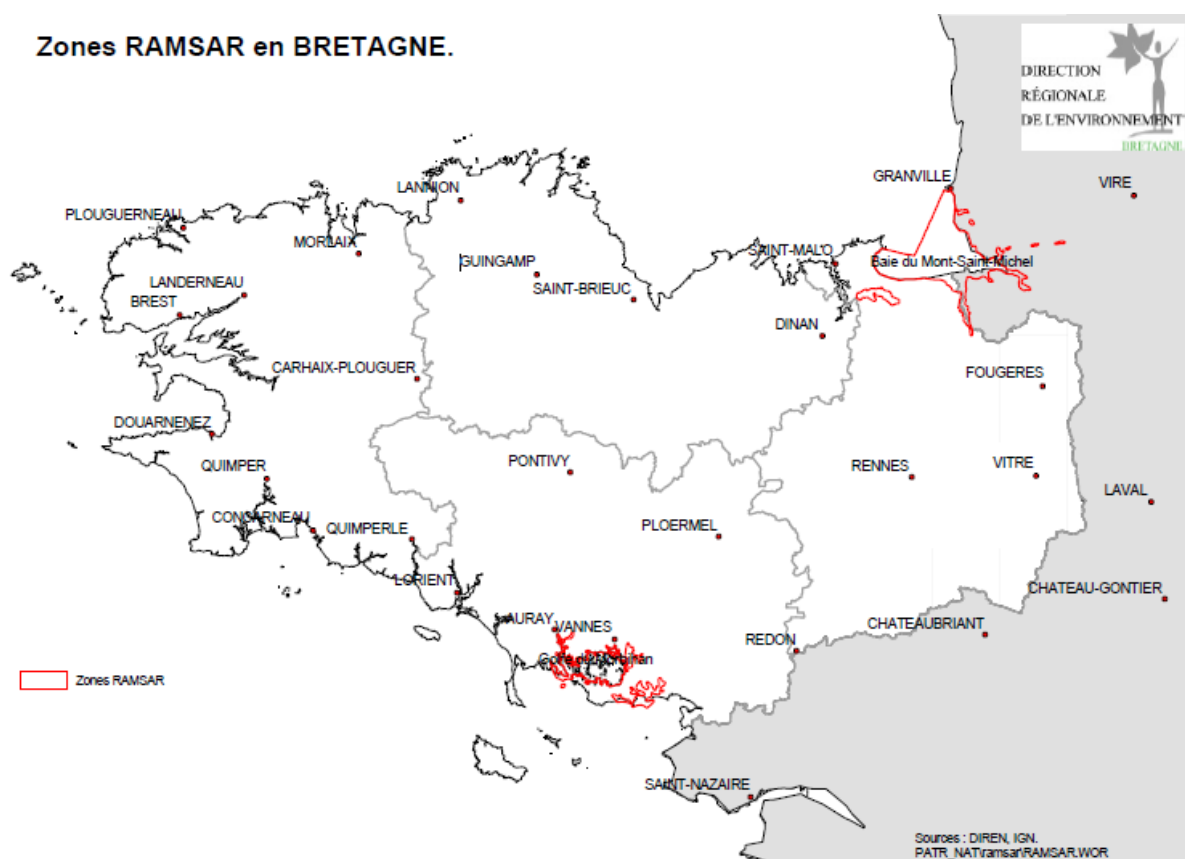 Zones RAMSAR en BRETAGNE.
DIRECTION
RÉGIONALE
DE L'ENVIRONNEMENT
BRETAGNE
GRANVILLE
VIRE
LANNION
PLOUGUERNEAU
MORLAIX
SAINT-MALO
GUINGAMP
Baie du Mont-Saint-Michel
LANDERNEAU
SAINT-BRIEUC
BREST
DINAN
CARHAIX-PLOUGUER
FOUGERES
DOUARNENEZ
QUIMPER
PONTIVY
RENNES
VITRE
LAVAL
CONCARNEAU
QUIMPERLE
PLOERMEL
LORIENT
CHATEAU-GONTIER
AURAY
VANNES
CHATEAUBRIANT
REDON
Golfe du Morbihan
Zones RAMSAR
SAINT-NAZAIRE
Sources : DIREN, IGN.
PATR_NAT\ramsar\RAMSAR.WOR